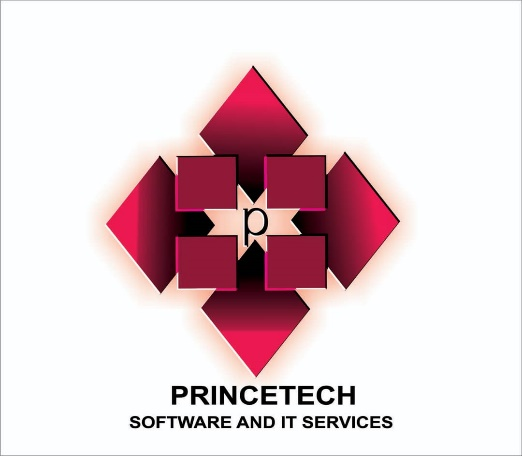 p
PRINCETECH
SOFTWARE AND IT SERVICES